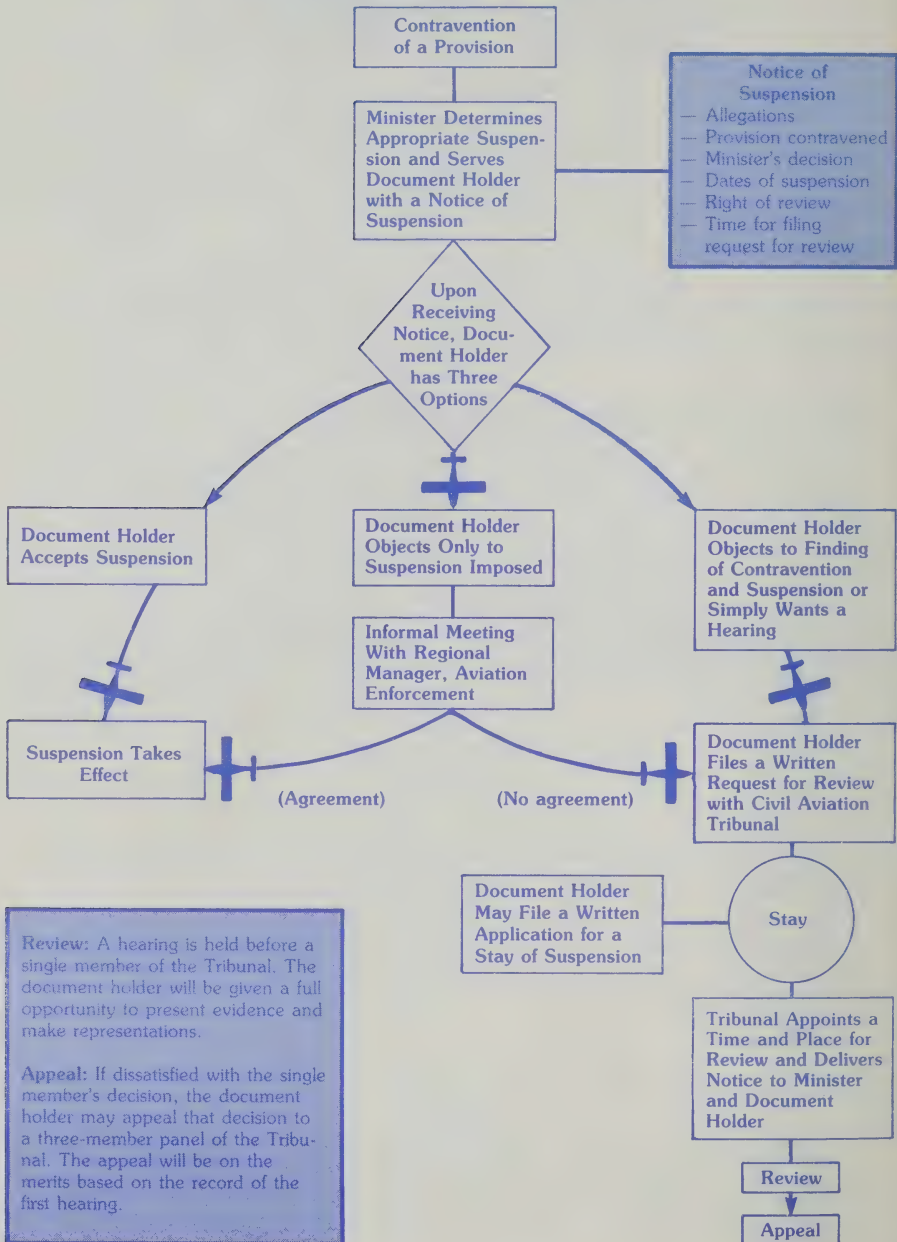 Contravention
of a Provision
Minister Determines
Appropriate Suspen-
sion and Serves
Document Holder
with a Notice of
Suspension
Notice of
Suspension
— Allegations
— Provision contravened
— Minister's decision
— Dates of suspension
— Right of review
— Time for filing
request for review
Upon
Receiving
Notice, Docu-
ment Holder
has Three
Options
Document Holder
Accepts Suspension
Document Holder
Objects Only to
Suspension Imposed
Document Holder
Objects to Finding
of Contravention
and Suspension or
Simply Wants a
Hearing
Informal Meeting
With Regional
Manager, Aviation
Enforcement
Suspension Takes
Effect
(Agreement)
(No agreement)
Document Holder
Files a Written
Request for Review
with Civil Aviation
Tribunal
Document Holder
May File a Written
Application for a
Stay of Suspension
Stay
Review: A hearing is held before a
single member of the Tribunal. The
document holder will be given a full
opportunity to present evidence and
make representations.
Appeal: If dissatisfied with the single
member's decision, the document
holder may appeal that decision to
a three-member panel of the Tribu-
nal. The appeal will be on the
merits based on the record of the
first hearing.
Tribunal Appoints a
Time and Place for
Review and Delivers
Notice to Minister
and Document
Holder
Review
Appeal